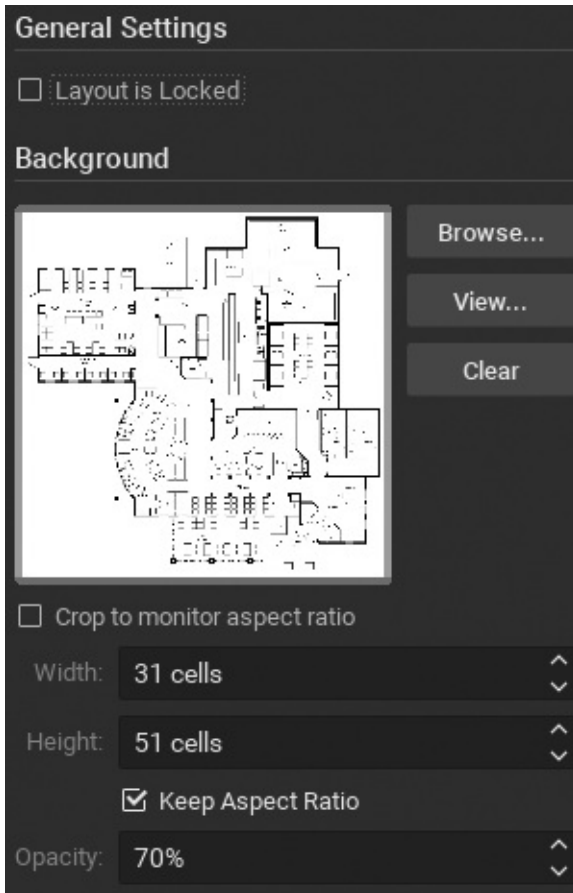 General Settings
Layout is Locked
Background
Browse...
View...
Clear
Crop to monitor aspect ratio
Width: 31 cells
Height: 51 cells
Keep Aspect Ratio
Opacity: 70%